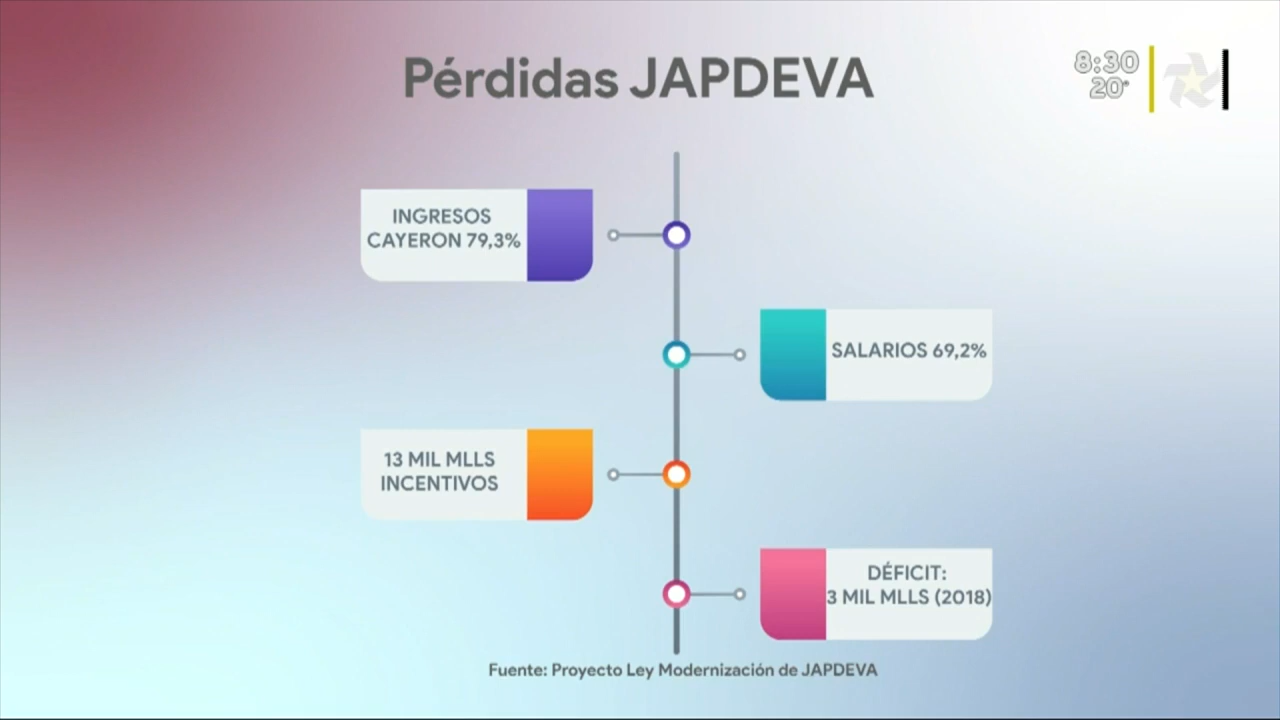 Pérdidas JAPDEVA
8:30
20°
INGRESOS
CAYERON 79,3%
SALARIOS 69,2%
13 MIL MLLS
INCENTIVOS
DÉFICIT:
3 MIL MLLS (2018)
Fuente: Proyecto Ley Modernización de JAPDEVA